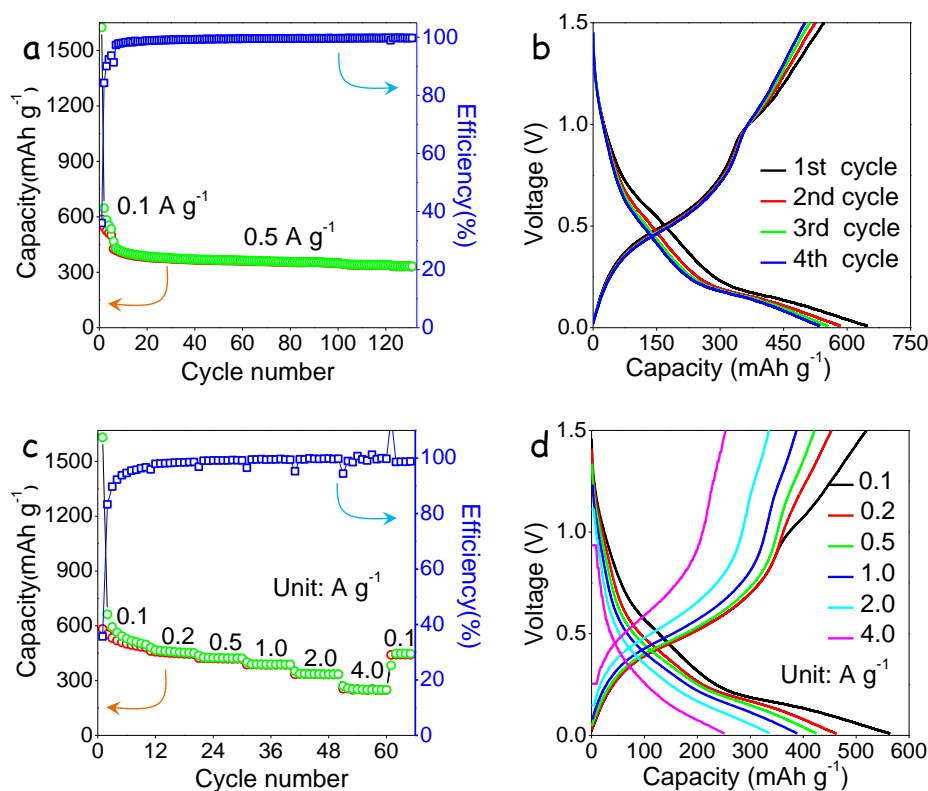 a
1500
1200
900
600
300
0
Capacity(mAh g⁻¹
0.1 A g⁻¹
0.5 A g⁻¹
100
80
60
40
20
0
Efficiency(%)
0 20 40 60 80 100 120
Cycle number
b
1.5
1.0
0.5
0.0
Voltage (V)
1st cycle
2nd cycle
3rd cycle
4th cycle
0 150 300 450 600 750
Capacity (mAh g⁻¹)
c
1500
1200
900
600
300
0
Capacity(mAh g⁻¹
Unit: A g⁻¹
0.1 0.2 0.5 1.0 2.0 4.0 0.1
100
80
60
40
20
0
Efficiency(%)
0 12 24 36 48 60
Cycle number
d
1.5
1.0
0.5
0.0
Voltage (V)
0.1
0.2
0.5
1.0
2.0
4.0
Unit: A g⁻¹
0 100 200 300 400 500 600
Capacity (mAh g⁻¹)